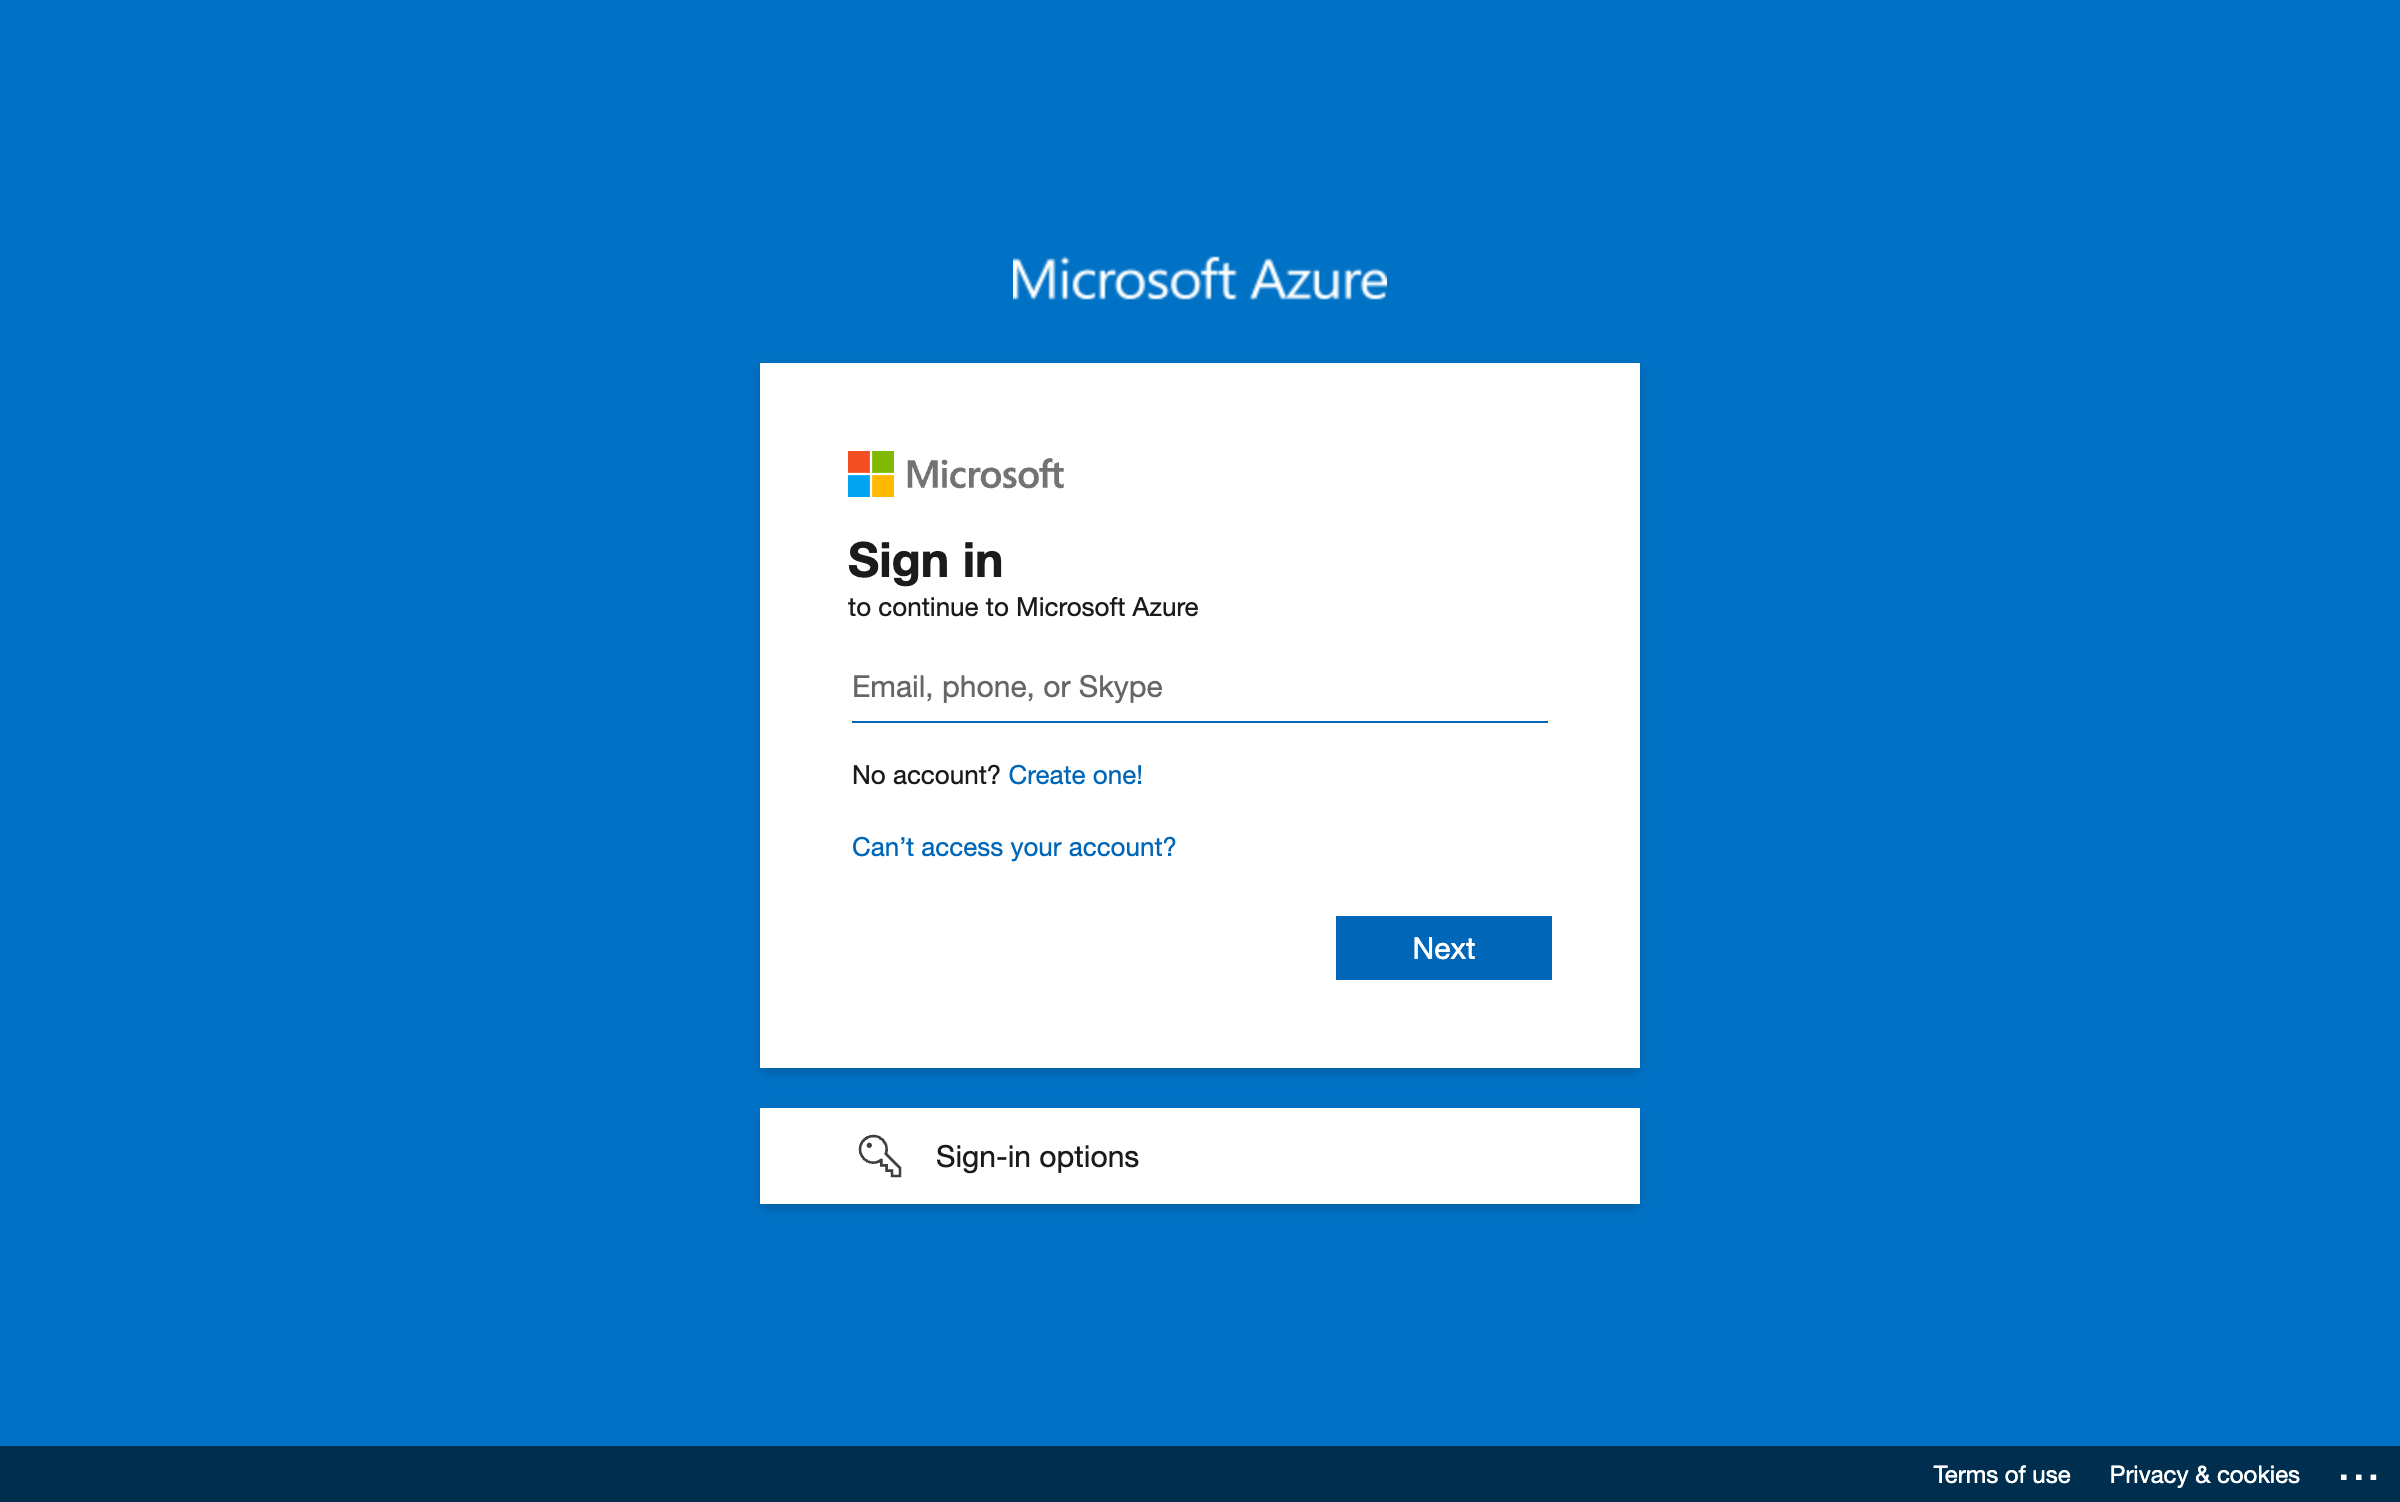 Microsoft Azure
Microsoft
Sign in
to continue to Microsoft Azure
Email, phone, or Skype
No account? Create one!
Can’t access your account?
Next
Sign-in options
Terms of use Privacy & cookies ...